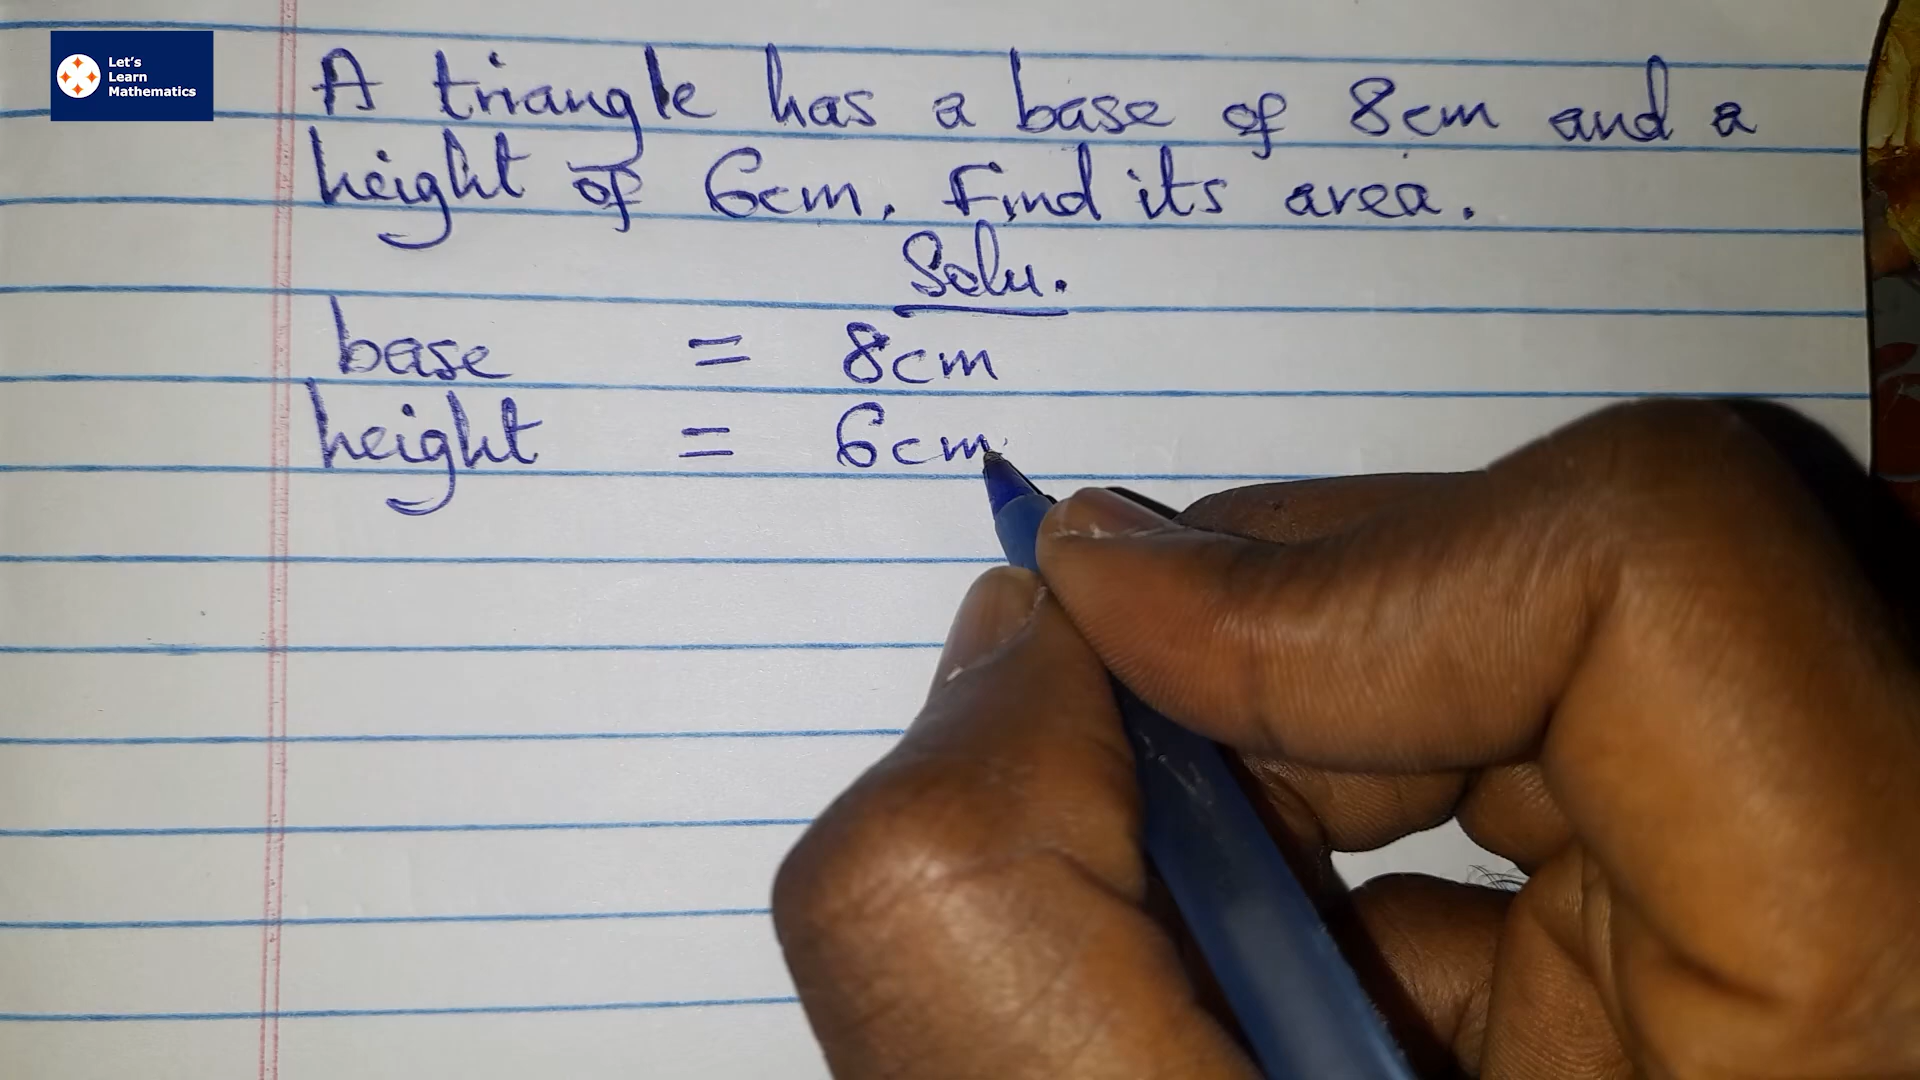 Let's
Learn
Mathematics
A triangle has a base of 8cm and a
height of 6cm. Find its area.
Solu.
base = 8cm
height = 6cm